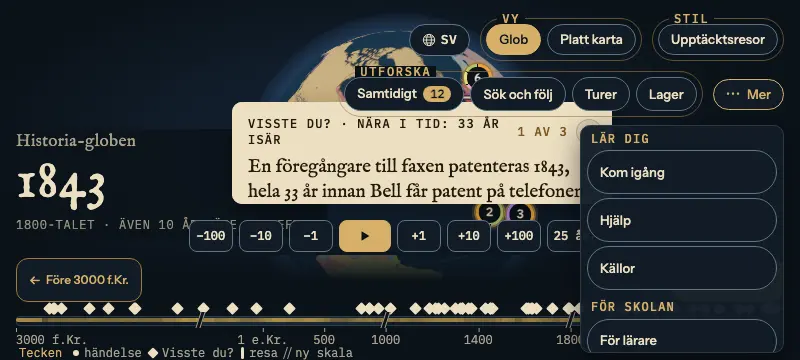 VY
STIL
SV
Glob
Platt karta
Upptäcktsresor
UTFORSKA
6
Samtidigt 12
Sök och följ
Turer
Lager
··· Mer
VISSTE DU? · NÄRA I TID: 33 ÅR
ISÄR
1 AV 3
En föregångare till faxen patenteras 1843,
hela 33 år innan Bell får patent på telefonen
LÄR DIG
Kom igång
Hjälp
Källor
FÖR SKOLAN
För lärare
Historia-globen
1843
1800-TALET · ÄVEN 10 ÅR
2
3
−100
−10
−1
+1
+10
+100
25
← Före 3000 f.Kr.
3000 f.Kr.
1 e.Kr.
500
1000
1400
1800
Tecken ● händelse ◆ Visste du? | resa // ny skala